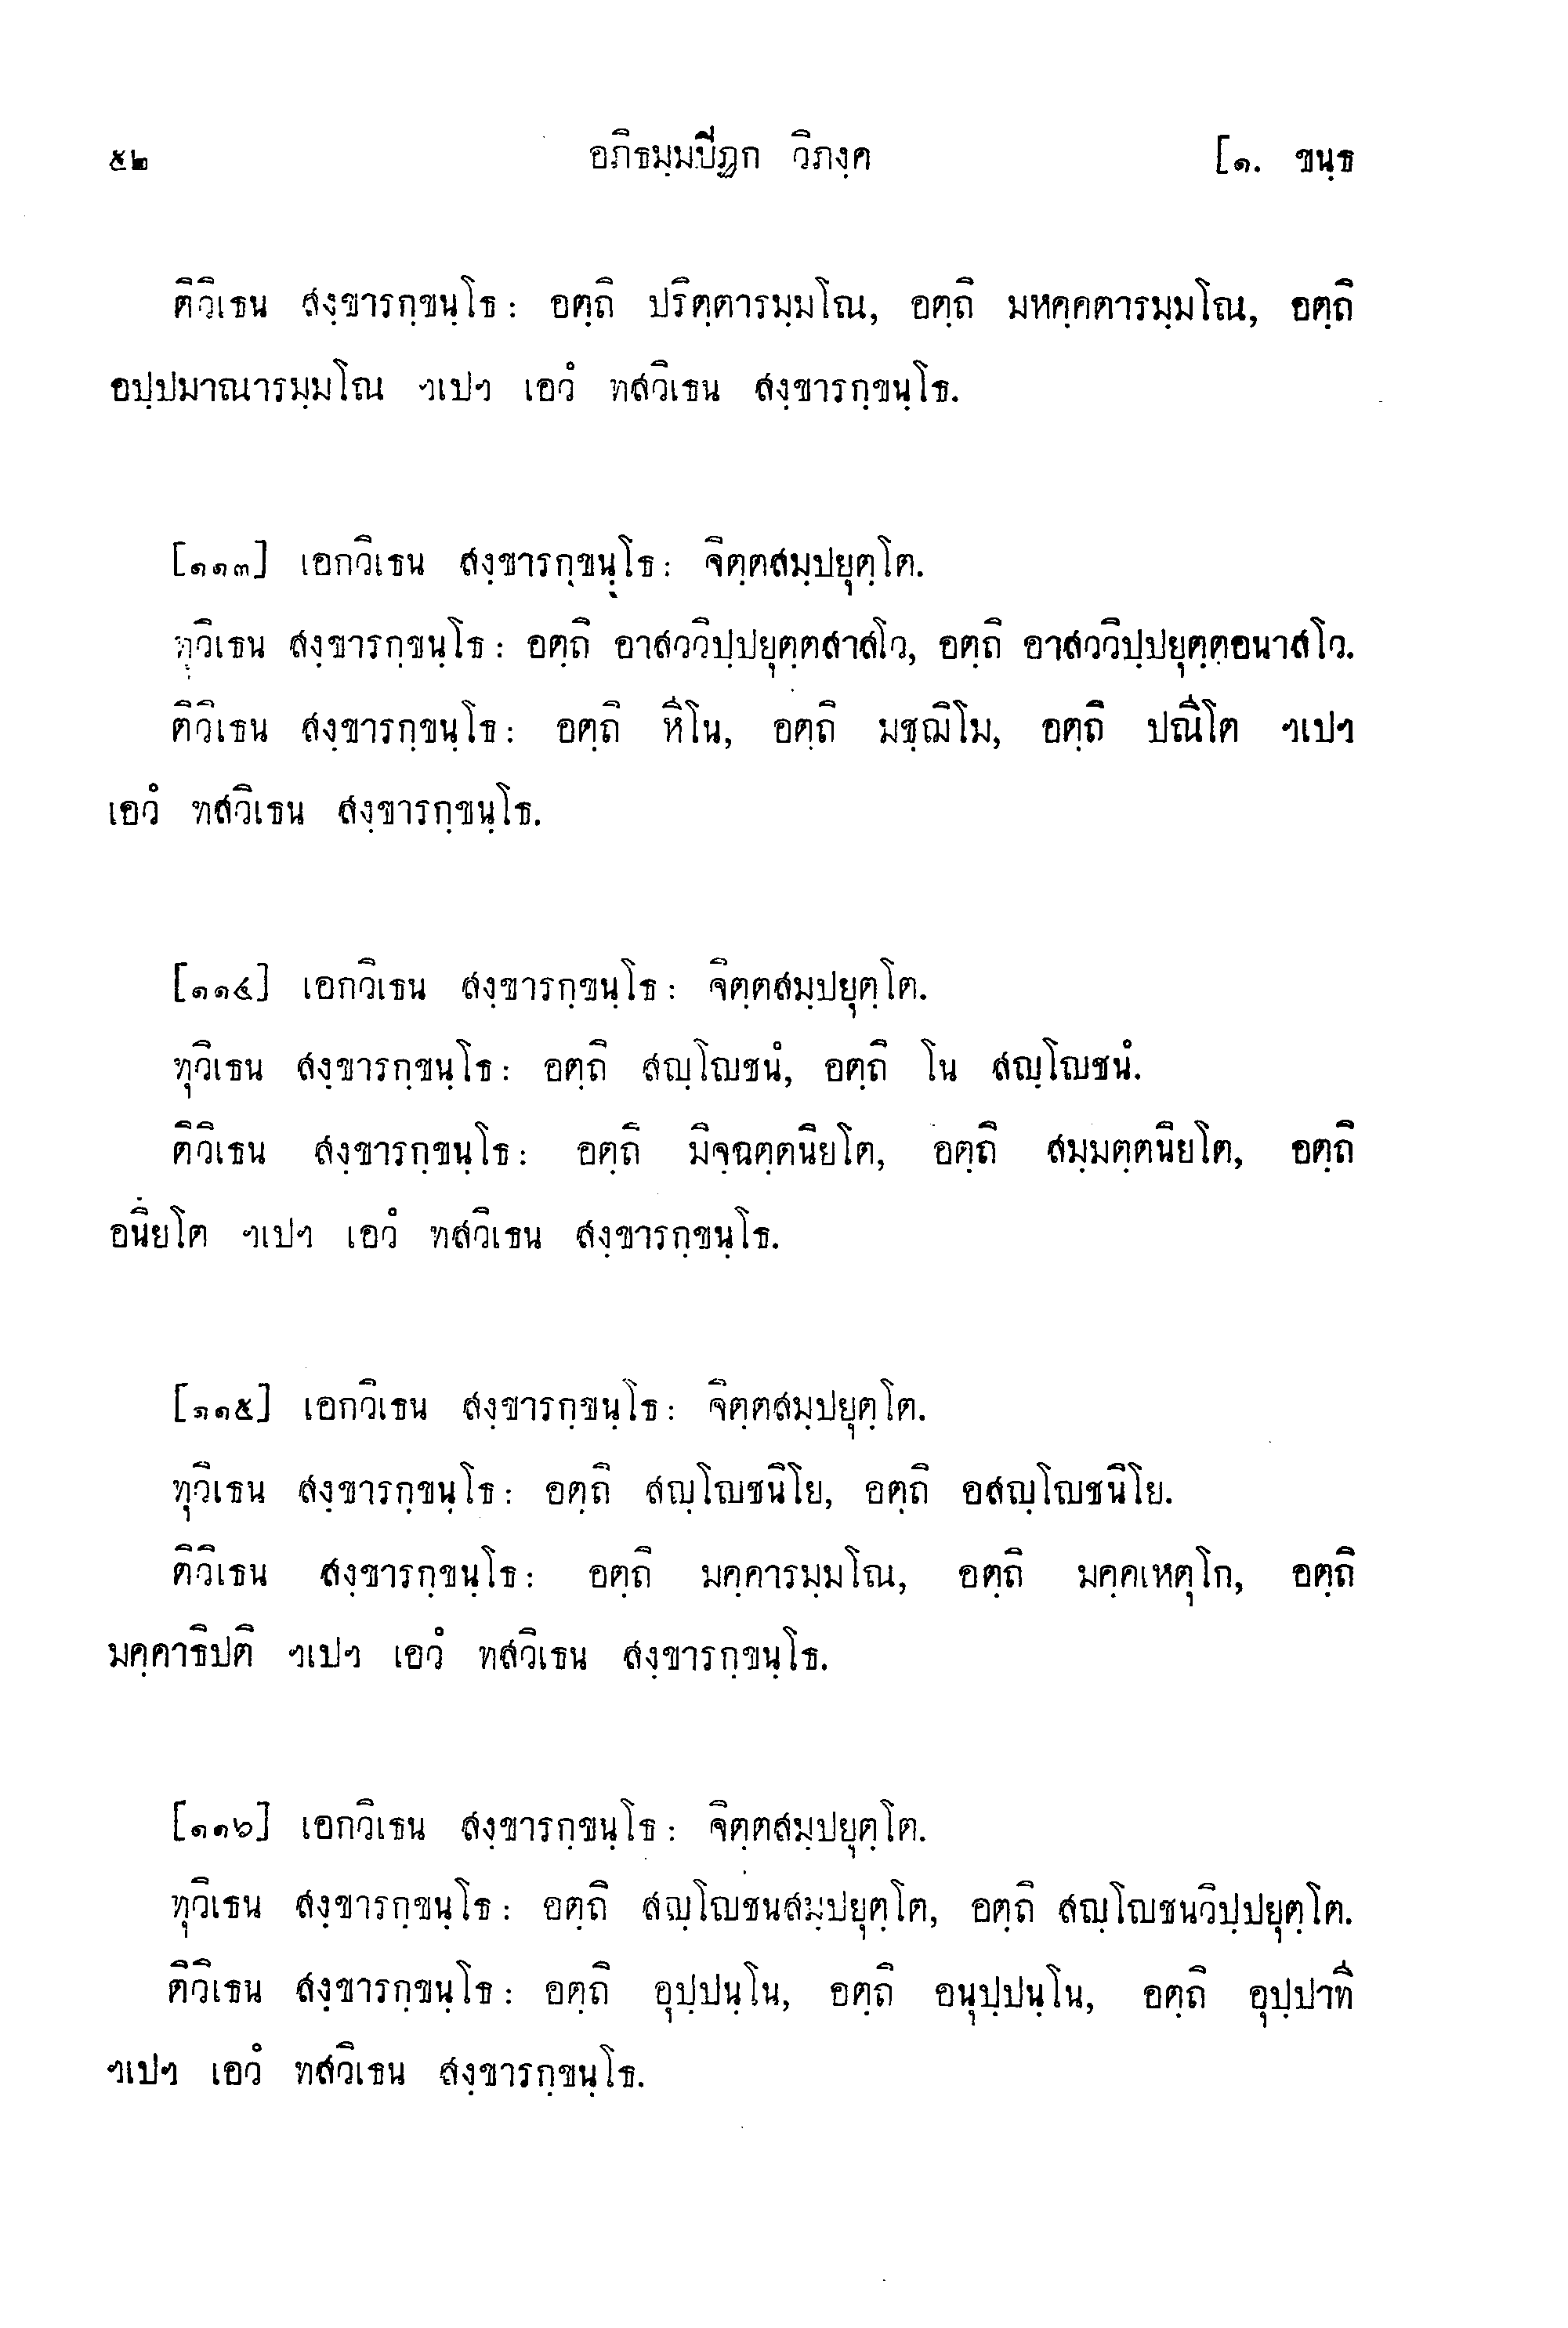 ๕๒ อภิธมฺมปิฏก วิภงฺค [๑. ขนฺธ
ติวิเธน สงฺขารกฺขนฺโธ: อตฺถิ ปริตฺตารมฺมโณ, อตฺถิ มหคฺคตารมฺมโณ, อตฺถิ
อปฺปมาณารมฺมโณ ฯเปฯ เอวํ ทสวิเธน สงฺขารกฺขนฺโธ.
[๑๑๓] เอกวิเธน สงฺขารกฺขนฺโธ: จิตฺตสมฺปยุตฺโต.
ทุวิเธน สงฺขารกฺขนฺโธ: อตฺถิ อาสววิปฺปยุตฺตสาสโว, อตฺถิ อาสววิปฺปยุตฺตอนาสโว.
ติวิเธน สงฺขารกฺขนฺโธ: อตฺถิ หีโน, อตฺถิ มชฺฌิโม, อตฺถิ ปณีโต ฯเปฯ
เอวํ ทสวิเธน สงฺขารกฺขนฺโธ.
[๑๑๔] เอกวิเธน สงฺขารกฺขนฺโธ: จิตฺตสมฺปยุตฺโต.
ทุวิเธน สงฺขารกฺขนฺโธ: อตฺถิ สญฺโญชนํ, อตฺถิ โน สญฺโญชนํ.
ติวิเธน สงฺขารกฺขนฺโธ: อตฺถิ มิจฺฉตฺตนิยโต, อตฺถิ สมฺมตฺตนิยโต, อตฺถิ
อนิยโต ฯเปฯ เอวํ ทสวิเธน สงฺขารกฺขนฺโธ.
[๑๑๕] เอกวิเธน สงฺขารกฺขนฺโธ: จิตฺตสมฺปยุตฺโต.
ทุวิเธน สงฺขารกฺขนฺโธ: อตฺถิ สญฺโญชนิโย, อตฺถิ อสญฺโญชนิโย.
ติวิเธน สงฺขารกฺขนฺโธ: อตฺถิ มคฺคารมฺมโณ, อตฺถิ มคฺคเหตุโก, อตฺถิ
มคฺคาธิปติ ฯเปฯ เอวํ ทสวิเธน สงฺขารกฺขนฺโธ.
[๑๑๖] เอกวิเธน สงฺขารกฺขนฺโธ: จิตฺตสมฺปยุตฺโต.
ทุวิเธน สงฺขารกฺขนฺโธ: อตฺถิ สญฺโญชนสมฺปยุตฺโต, อตฺถิ สญฺโญชนวิปฺปยุตฺโต.
ติวิเธน สงฺขารกฺขนฺโธ: อตฺถิ อุปฺปนฺโน, อตฺถิ อนุปฺปนฺโน, อตฺถิ อุปฺปาที
ฯเปฯ เอวํ ทสวิเธน สงฺขารกฺขนฺโธ.